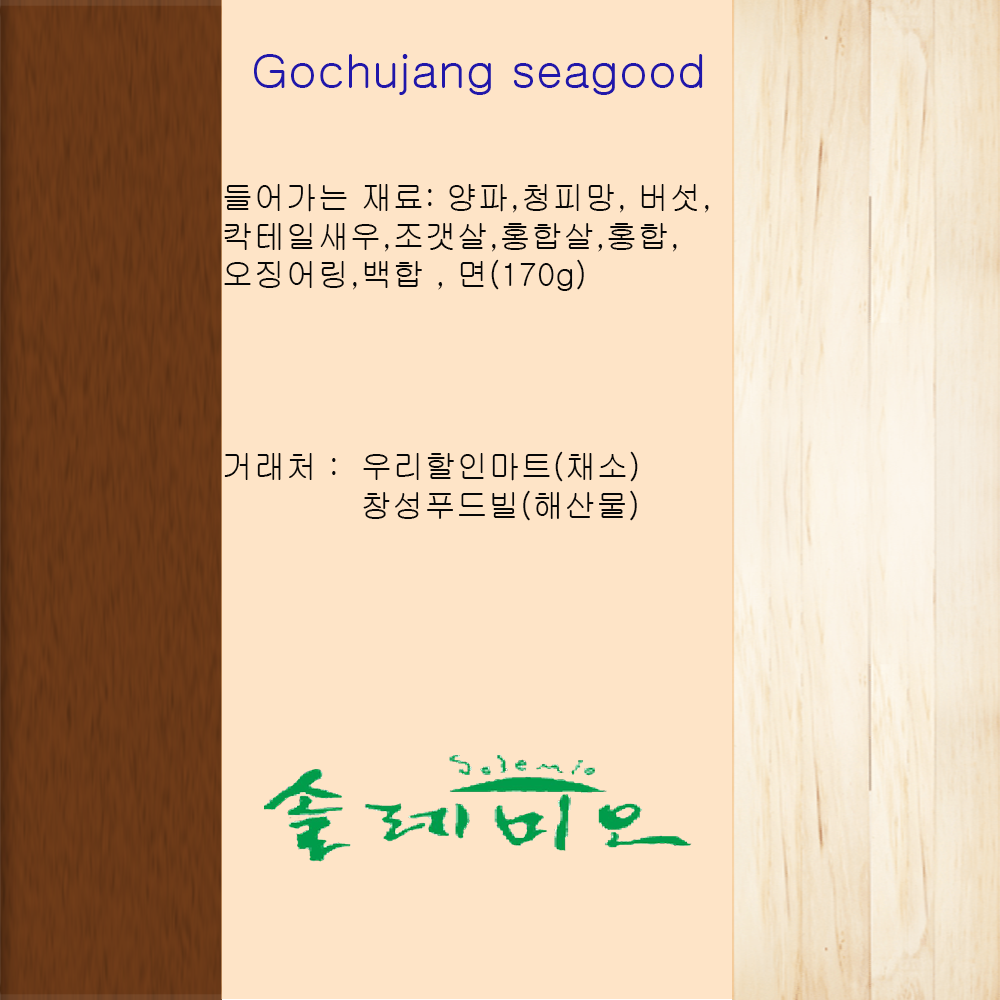 Gochujang seagood
들어가는 재료: 양파,청피망, 버섯,
칵테일새우,조갯살,홍합살,홍합,
오징어링,백합 , 면(170g)
거래처 :  우리할인마트(채소)
창성푸드빌(해산물)
Solemio
솔레미오